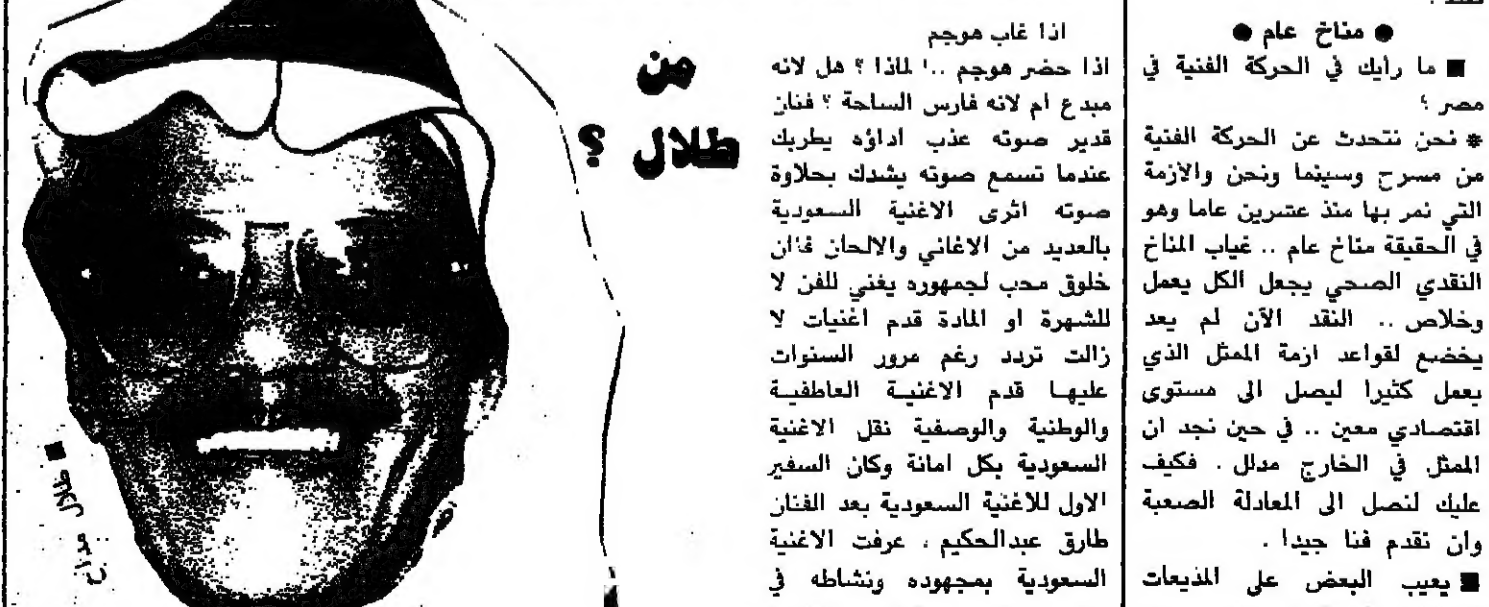 ● مناخ عام ●
■ ما رايك في الحركة الفنية في
مصر ؟
* نحن نتحدث عن الحركة الفنية
من مسرح وسينما ونحن والازمة
التي نمر بها منذ عشرين عاما وهو
في الحقيقة مناخ عام .. غياب المناخ
النقدي الصحي يجعل الكل يعمل
وخلاص .. النقد الآن لم يعد
يخضع لقواعد ازمة الممثل الذي
يعمل كثيرا ليصل الى مستوى
اقتصادي معين .. في حين نجد ان
الممثل في الخارج مدلل . فكيف
عليك لنصل الى المعادلة الصعبة
وان نقدم فنا جيدا .
■ يعيب البعض على المذيعات
من
طلال ؟
اذا غاب هوجم
اذا حضر هوجم ..! لماذا ؟ هل لانه
مبدع ام لانه فارس الساحة ؟ فنان
قدير صوته عذب اداؤه يطربك
عندما تسمع صوته يشدك بحلاوة
صوته اثرى الاغنية السعودية
بالعديد من الاغاني والالحان فنان
خلوق محب لجمهوره يغني للفن لا
للشهرة او المادة قدم اغنيات لا
زالت تردد رغم مرور السنوات
عليها قدم الاغنية العاطفية
والوطنية والوصفية نقل الاغنية
السعودية بكل امانة وكان السفير
الاول للاغنية السعودية بعد الفنان
طارق عبدالحكيم ، عرفت الاغنية
السعودية بمجهوده ونشاطه في
■ طلال مداح